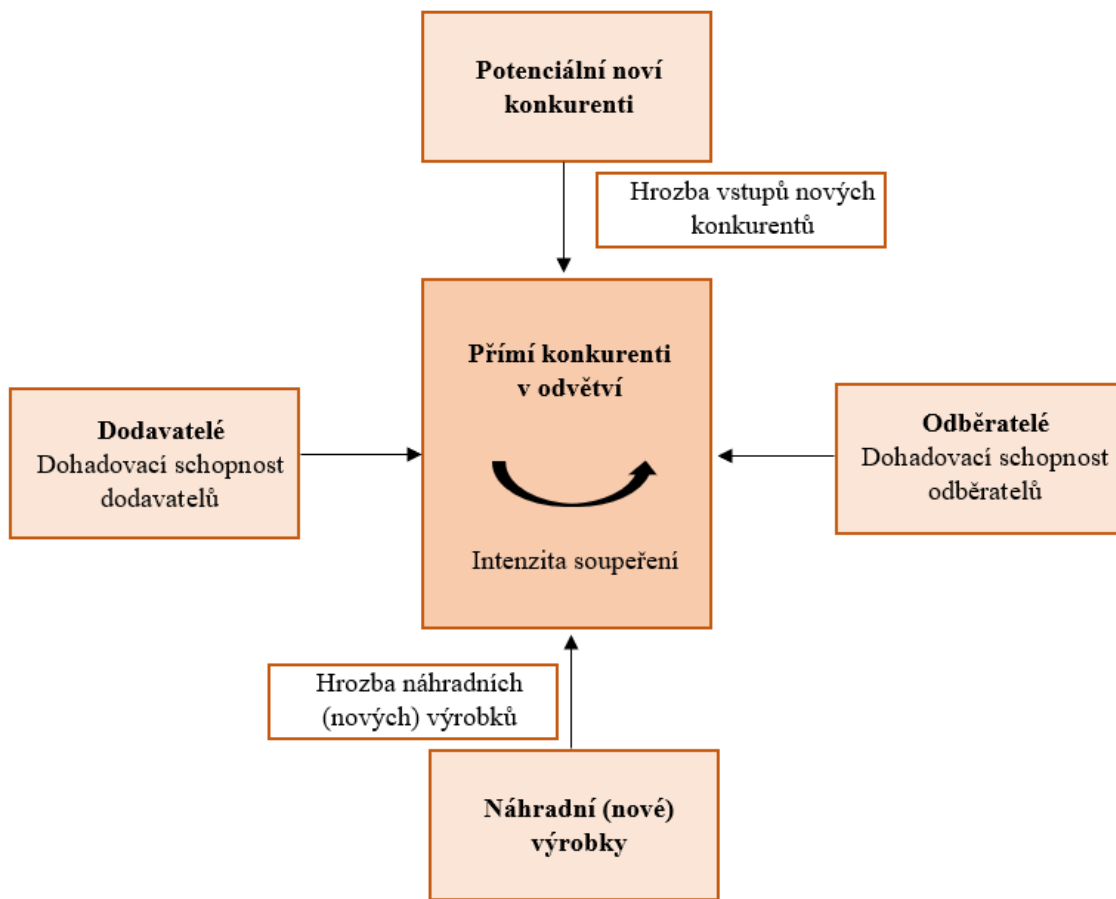 Potenciální noví
konkurenti
Hrozba vstupů nových
konkurentů
Přímí konkurenti
v odvětví
Dodavatelé
Dohadovací schopnost
dodavatelů
Odběratelé
Dohadovací schopnost
odběratelů
Intenzita soupeření
Hrozba náhradních
(nových) výrobků
Náhradní (nové)
výrobky